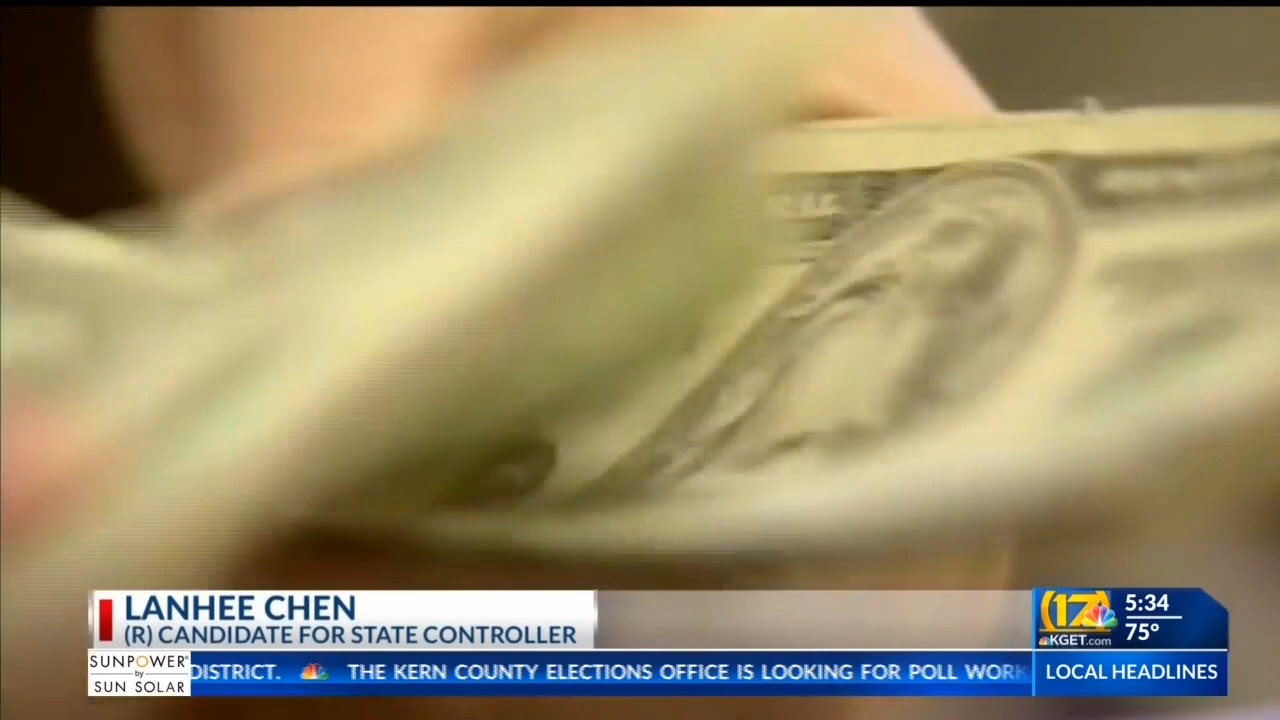 LANHEE CHEN
(R) CANDIDATE FOR STATE CONTROLLER
17
KGET.com
5:34
75°
SUNPOWER®
by
SUN SOLAR
DISTRICT. THE KERN COUNTY ELECTIONS OFFICE IS LOOKING FOR POLL WORK
LOCAL HEADLINES